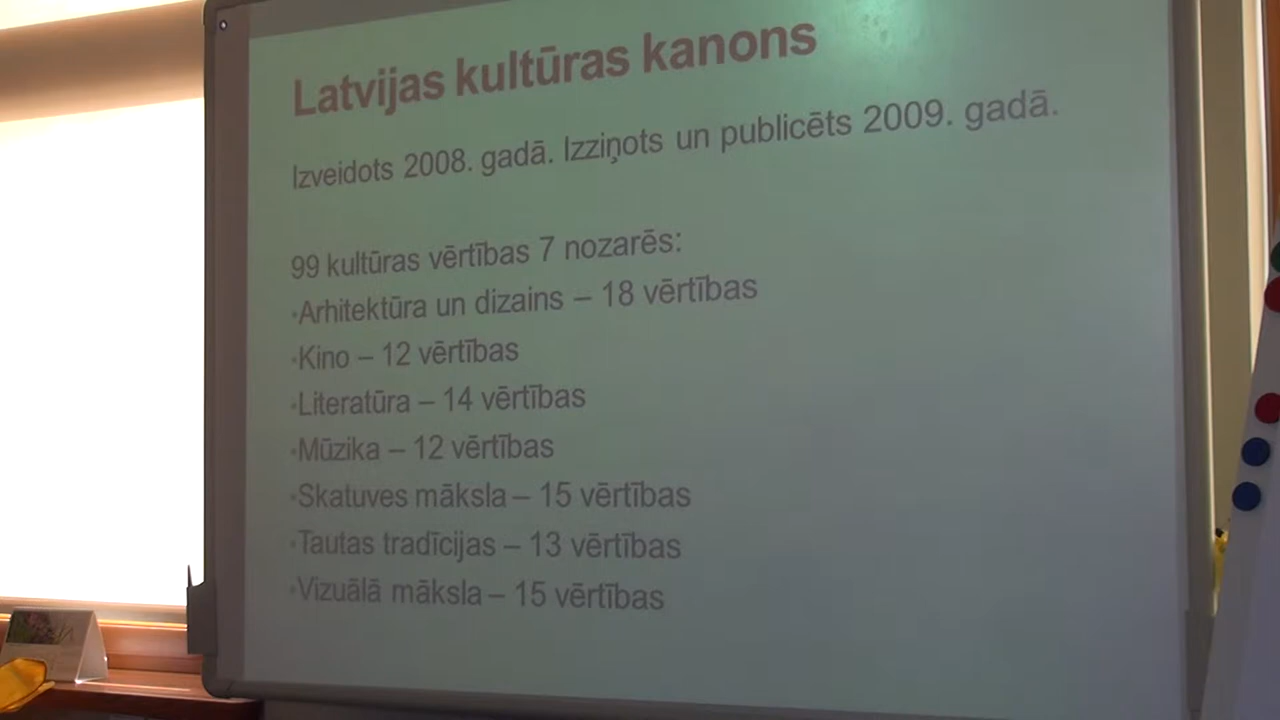 Latvijas kultūras kanons
Izveidots 2008. gadā. Izziņots un publicēts 2009. gadā.
99 kultūras vērtības 7 nozarēs:
•Arhitektūra un dizains – 18 vērtības
•Kino – 12 vērtības
•Literatūra – 14 vērtības
•Mūzika – 12 vērtības
•Skatuves māksla – 15 vērtības
•Tautas tradīcijas – 13 vērtības
•Vizuālā māksla – 15 vērtības